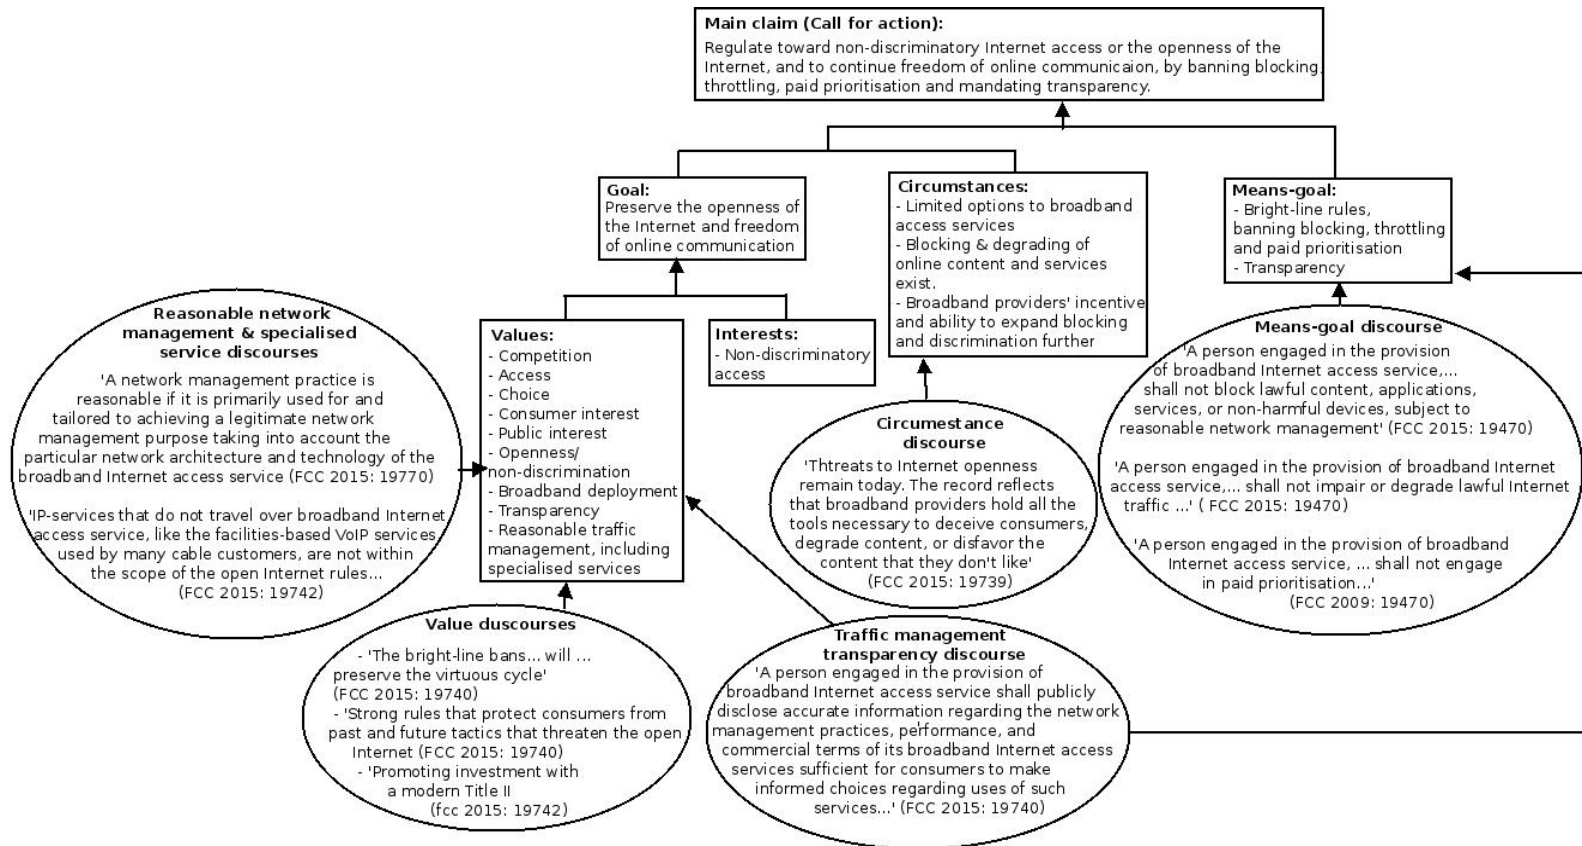 Main claim (Call for action):
Regulate toward non-discriminatory Internet access or the openness of the
Internet, and to continue freedom of online communicaion, by banning blocking,
throttling, paid prioritisation and mandating transparency.
Goal:
Preserve the openness of
the Internet and freedom
of online communication
Circumstances:
- Limited options to broadband
access services
- Blocking & degrading of
online content and services
exist.
- Broadband providers' incentive
and ability to expand blocking
and discrimination further
Means-goal:
- Bright-line rules,
banning blocking, throttling
and paid prioritisation
- Transparency
Reasonable network
management & specialised
service discourses
'A network management practice is
reasonable if it is primarily used for and
tailored to achieving a legitimate network
management purpose taking into account the
particular network architecture and technology of the
broadband Internet access service (FCC 2015: 19770)
'IP-services that do not travel over broadband Internet
access service, like the facilities-based VoIP services
used by many cable customers, are not within
the scope of the open Internet rules...
(FCC 2015: 19742)
Values:
- Competition
- Access
- Choice
- Consumer interest
- Public interest
- Openness/
non-discrimination
- Broadband deployment
- Transparency
- Reasonable traffic
management, including
specialised services
Interests:
- Non-discriminatory
access
Circumestance
discourse
'Thtreats to Internet openness
remain today. The record reflects
that broadband providers hold all the
tools necessary to deceive consumers,
degrade content, or disfavor the
content that they don't like'
(FCC 2015: 19739)
Means-goal discourse
'A person engaged in the provision
of broadband Internet access service,...
shall not block lawful content, applications,
services, or non-harmful devices, subject to
reasonable network management' (FCC 2015: 19470)
'A person engaged in the provision of broadband Internet
access service,... shall not impair or degrade lawful Internet
traffic ...' ( FCC 2015: 19470)
'A person engaged in the provision of broadband
Internet access service, ... shall not engage
in paid prioritisation...'
(FCC 2009: 19470)
Value duscourses
- 'The bright-line bans... will ...
preserve the virtuous cycle'
(FCC 2015: 19740)
- 'Strong rules that protect consumers from
past and future tactics that threaten the open
Internet (FCC 2015: 19740)
- 'Promoting investment with
a modern Title II
(fcc 2015: 19742)
Traffic management
transparency discourse
'A person engaged in the provision of
broadband Internet access service shall publicly
disclose accurate information regarding the network
management practices, performance, and
commercial terms of its broadband Internet access
services sufficient for consumers to make
informed choices regarding uses of such
services...' (FCC 2015: 19740)